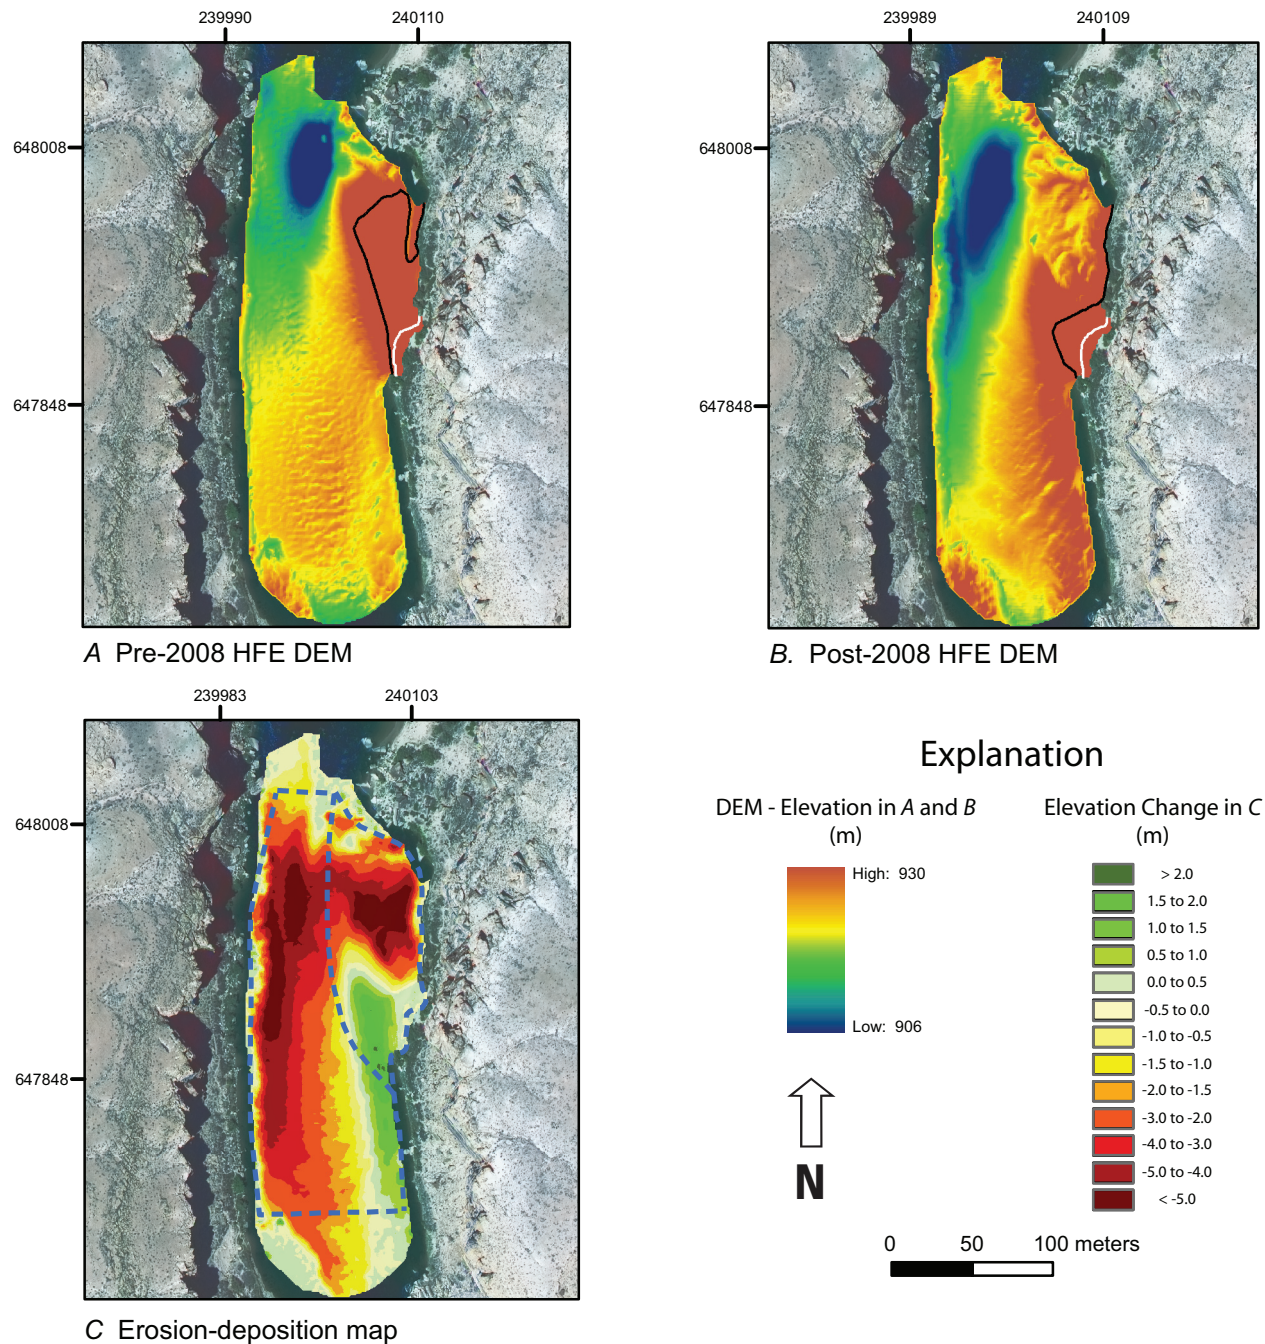 239990 240110
239989 240109
648008
648008
647848
647848
A Pre-2008 HFE DEM
B. Post-2008 HFE DEM
239983 240103
648008
647848
C Erosion-deposition map
Explanation
DEM - Elevation in A and B
(m)
High: 930
Low: 906
N
Elevation Change in C
(m)
> 2.0
1.5 to 2.0
1.0 to 1.5
0.5 to 1.0
0.0 to 0.5
-0.5 to 0.0
-1.0 to -0.5
-1.5 to -1.0
-2.0 to -1.5
-3.0 to -2.0
-4.0 to -3.0
-5.0 to -4.0
< -5.0
0 50 100 meters